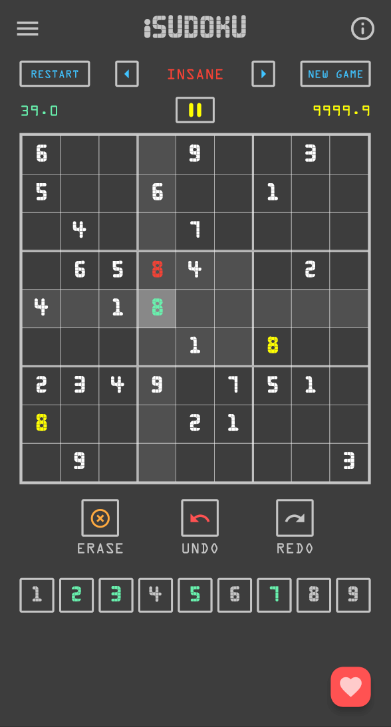 iSUDOKU
RESTART INSANE NEW GAME
39.0 9999.9
6 9 3
5 6 1
4 7
6 5 8 4 2
4 1 8
1 8
2 3 4 9 7 5 1
8 2 1
9 3
ERASE UNDO REDO
1 2 3 4 5 6 7 8 9